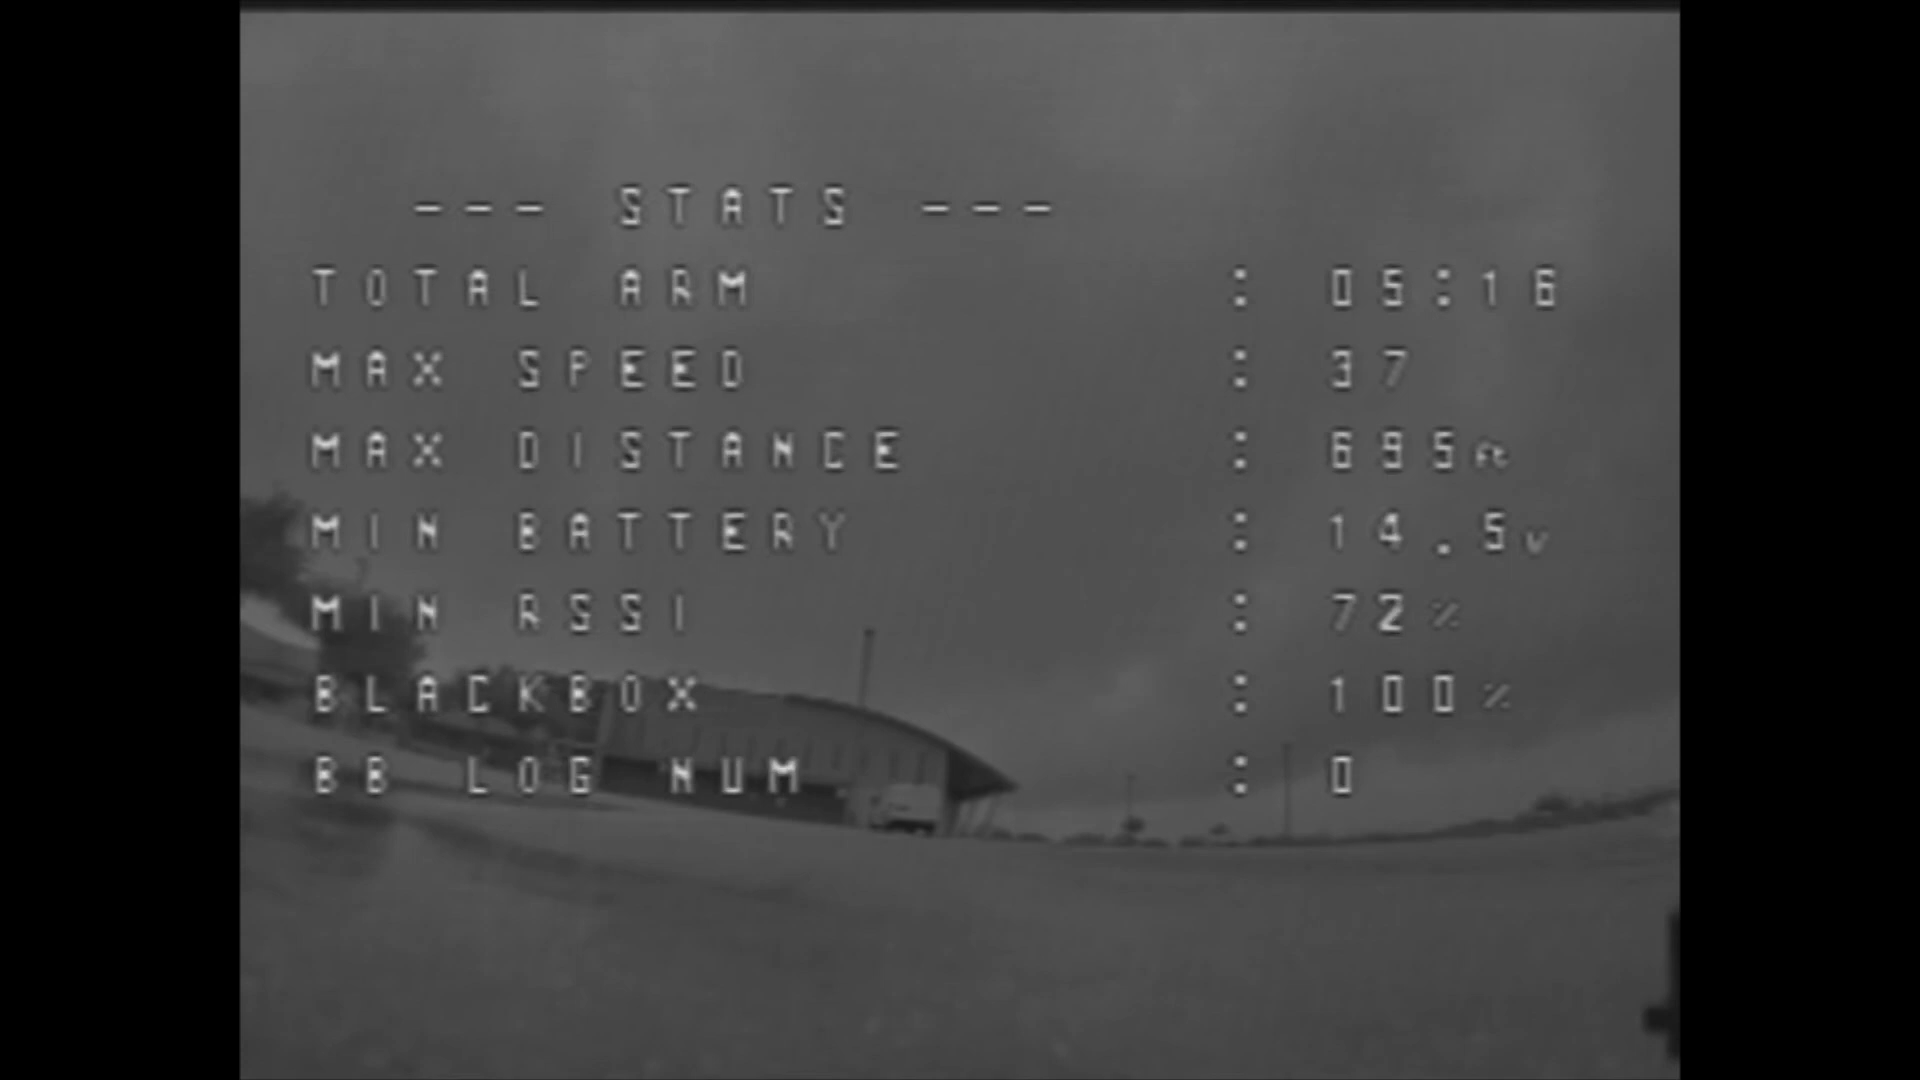 --- STATS ---
TOTAL ARM : 05:16
MAX SPEED : 37
MAX DISTANCE : 695ft
MIN BATTERY : 14.5v
MIN RSSI : 72%
BLACKBOX : 100%
BB LOG NUM : 0